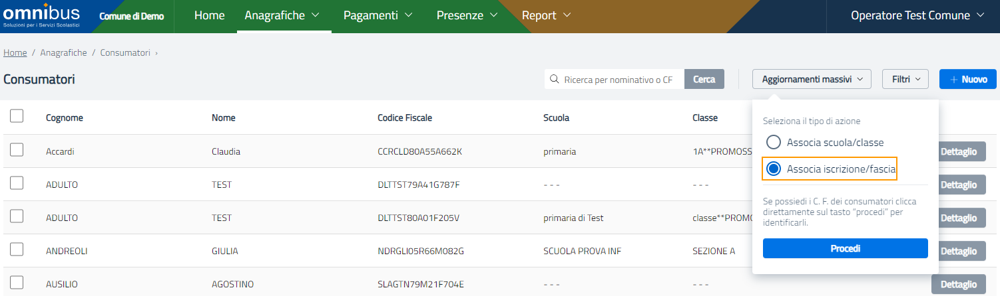 omnibus
Soluzioni per i Servizi Scolastici
Comune di Demo
Home
Anagrafiche
Pagamenti
Presenze
Report
Operatore Test Comune
Home / Anagrafiche / Consumatori ›
Consumatori
Ricerca per nominativo o CF
Cerca
Aggiornamenti massivi
Filtri
+ Nuovo
Cognome Nome Codice Fiscale Scuola Classe
Accardi Claudia CCRCLD80A55A662K primaria 1A**PROMOSS Dettaglio
ADULTO TEST DLTTST79A41G787F - - - - - - Dettaglio
ADULTO TEST DLTTST80A01F205V primaria di Test classe**PROMO Dettaglio
ANDREOLI GIULIA NDRGLI05R66M082G SCUOLA PROVA INF SEZIONE A Dettaglio
AUSILIO AGOSTINO SLAGTN79M21F704E - - - - - - Dettaglio
Seleziona il tipo di azione
Associa scuola/classe
Associa iscrizione/fascia
Se possiedi i C. F. dei consumatori clicca
direttamente sul tasto "procedi" per
identificarli.
Procedi